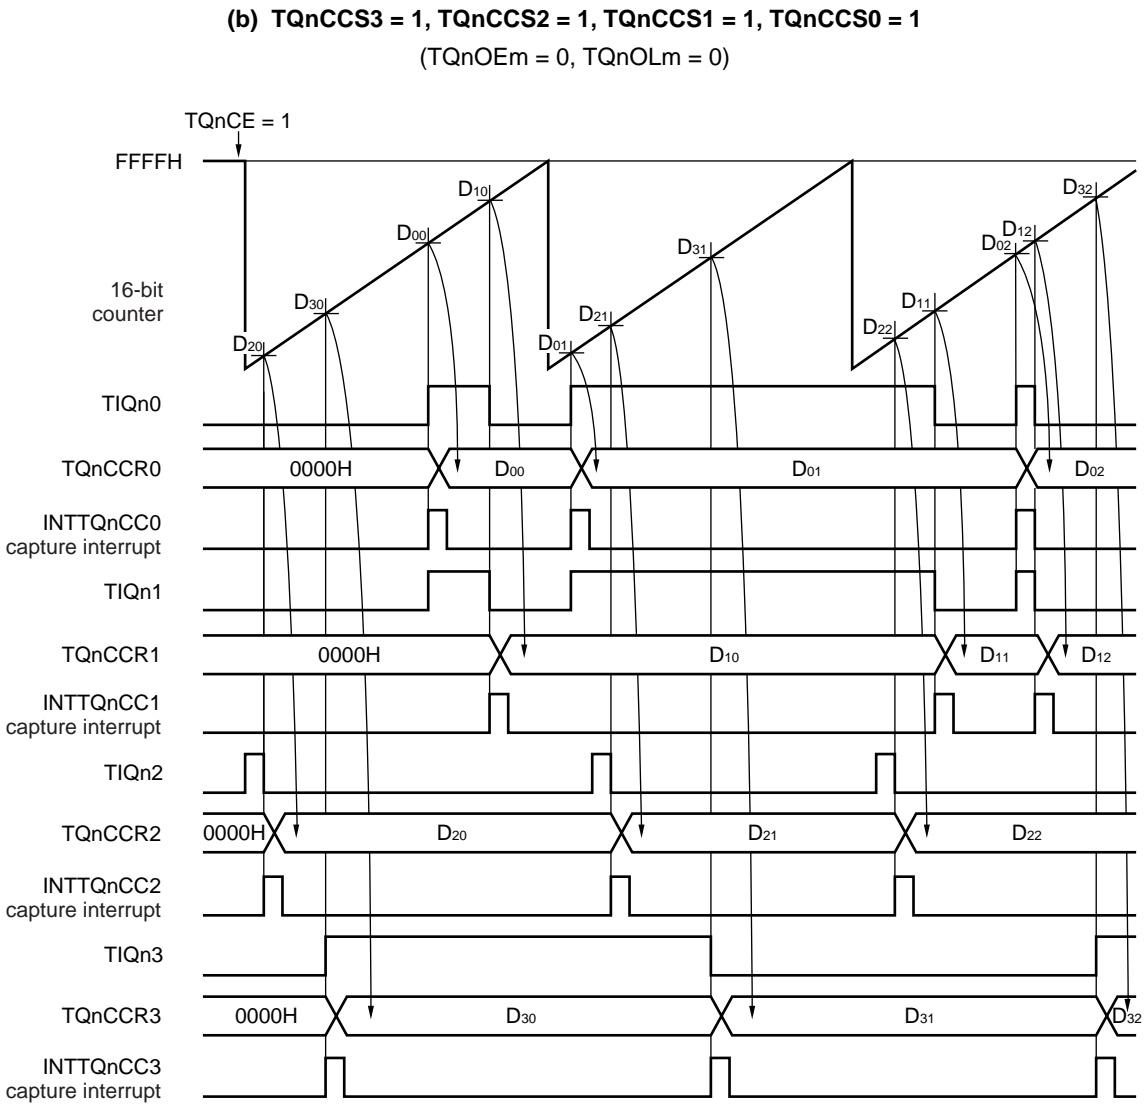 (b) TQnCCS3 = 1, TQnCCS2 = 1, TQnCCS1 = 1, TQnCCS0 = 1
(TQnOEm = 0, TQnOLm = 0)
TQnCE = 1
FFFFH
16-bit
counter
D20
D30
D00
D10
D01
D21
D31
D22
D11
D02
D12
D32
TIQn0
TQnCCR0
0000H
D00
D01
D02
INTTQnCC0
capture interrupt
TIQn1
TQnCCR1
0000H
D10
D11
D12
INTTQnCC1
capture interrupt
TIQn2
TQnCCR2
0000H
D20
D21
D22
INTTQnCC2
capture interrupt
TIQn3
TQnCCR3
0000H
D30
D31
D32
INTTQnCC3
capture interrupt